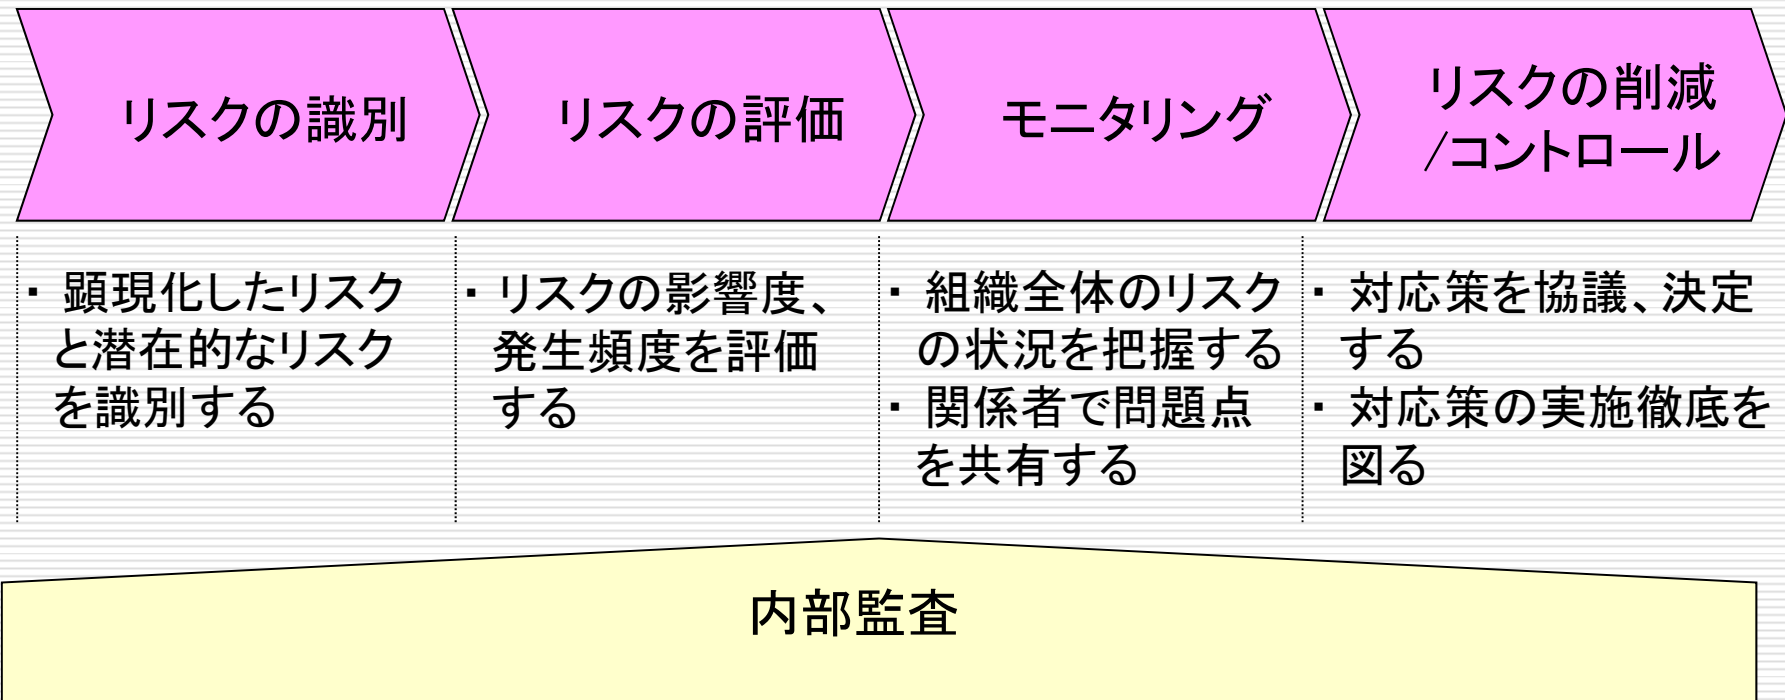 リスクの識別
リスクの評価
モニタリング
リスクの削減
/コントロール
・ 顕現化したリスク
と潜在的なリスク
を識別する
・ リスクの影響度、
発生頻度を評価
する
・ 組織全体のリスク
の状況を把握する
・ 関係者で問題点
を共有する
・ 対応策を協議、決定
する
・ 対応策の実施徹底を
図る
内部監査